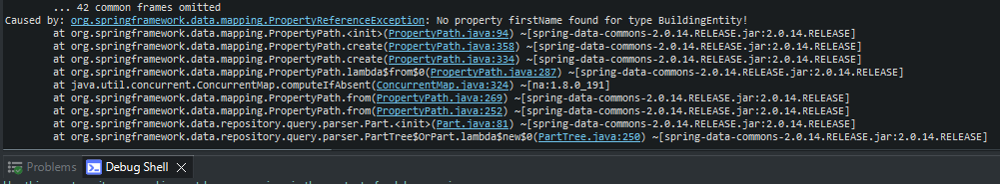 ... 42 common frames omitted
Caused by: org.springframework.data.mapping.PropertyReferenceException: No property firstName found for type BuildingEntity!
at org.springframework.data.mapping.PropertyPath.<init>(PropertyPath.java:94) ~[spring-data-commons-2.0.14.RELEASE.jar:2.0.14.RELEASE]
at org.springframework.data.mapping.PropertyPath.create(PropertyPath.java:358) ~[spring-data-commons-2.0.14.RELEASE.jar:2.0.14.RELEASE]
at org.springframework.data.mapping.PropertyPath.create(PropertyPath.java:334) ~[spring-data-commons-2.0.14.RELEASE.jar:2.0.14.RELEASE]
at org.springframework.data.mapping.PropertyPath.lambda$from$0(PropertyPath.java:287) ~[spring-data-commons-2.0.14.RELEASE.jar:2.0.14.RELEASE]
at java.util.concurrent.ConcurrentMap.computeIfAbsent(ConcurrentMap.java:324) ~[na:1.8.0_191]
at org.springframework.data.mapping.PropertyPath.from(PropertyPath.java:269) ~[spring-data-commons-2.0.14.RELEASE.jar:2.0.14.RELEASE]
at org.springframework.data.mapping.PropertyPath.from(PropertyPath.java:252) ~[spring-data-commons-2.0.14.RELEASE.jar:2.0.14.RELEASE]
at org.springframework.data.repository.query.parser.Part.<init>(Part.java:81) ~[spring-data-commons-2.0.14.RELEASE.jar:2.0.14.RELEASE]
at org.springframework.data.repository.query.parser.PartTree$OrPart.lambda$new$0(PartTree.java:250) ~[spring-data-commons-2.0.14.RELEASE.jar:2.0.14.RELEASE]
Problems Debug Shell